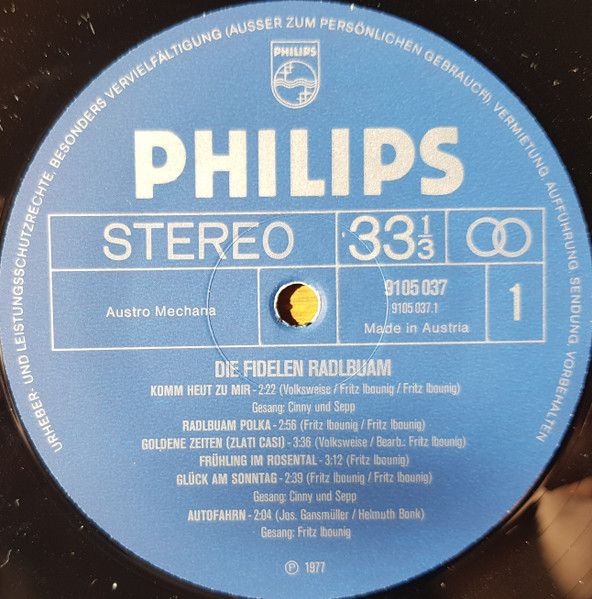 URHEBER- UND LEISTUNGSSCHUTZRECHTE, BESONDERS VERVIELFÄLTIGUNG (AUSSER ZUM PERSÖNLICHEN GEBRAUCH), VERMIETUNG, AUFFÜHRUNG, SENDUNG, VORBEHALTEN
PHILIPS
PHILIPS
STEREO 33 1/3
9105 037
9105 037.1
1
Austro Mechana
Made in Austria
DIE FIDELEN RADLBUAM
KOMM HEUT ZU MIR - 2:22 (Volksweise / Fritz Ibounig / Fritz Ibounig)
Gesang: Cinny und Sepp
RADLBUAM POLKA - 2:56 (Fritz Ibounig / Fritz Ibounig)
GOLDENE ZEITEN (ZLATI CASI) - 3:36 (Volksweise / Bearb.: Fritz Ibounig)
FRÜHLING IM ROSENTAL - 3:12 (Fritz Ibounig)
GLÜCK AM SONNTAG - 2:39 (Fritz Ibounig / Fritz Ibounig)
Gesang: Cinny und Sepp
AUTOFAHRN - 2:04 (Jos. Gansmüller / Helmuth Bonk)
Gesang: Fritz Ibounig
℗ 1977